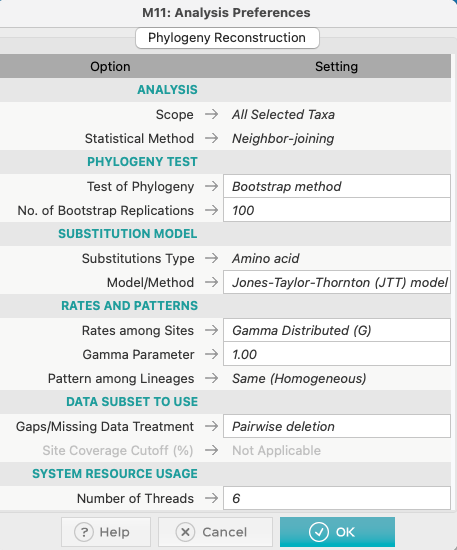 M11: Analysis Preferences
Phylogeny Reconstruction
Option Setting
ANALYSIS
Scope → All Selected Taxa
Statistical Method → Neighbor-joining
PHYLOGENY TEST
Test of Phylogeny → Bootstrap method
No. of Bootstrap Replications → 100
SUBSTITUTION MODEL
Substitutions Type → Amino acid
Model/Method → Jones-Taylor-Thornton (JTT) model
RATES AND PATTERNS
Rates among Sites → Gamma Distributed (G)
Gamma Parameter → 1.00
Pattern among Lineages → Same (Homogeneous)
DATA SUBSET TO USE
Gaps/Missing Data Treatment → Pairwise deletion
Site Coverage Cutoff (%) → Not Applicable
SYSTEM RESOURCE USAGE
Number of Threads → 6
? Help Cancel OK